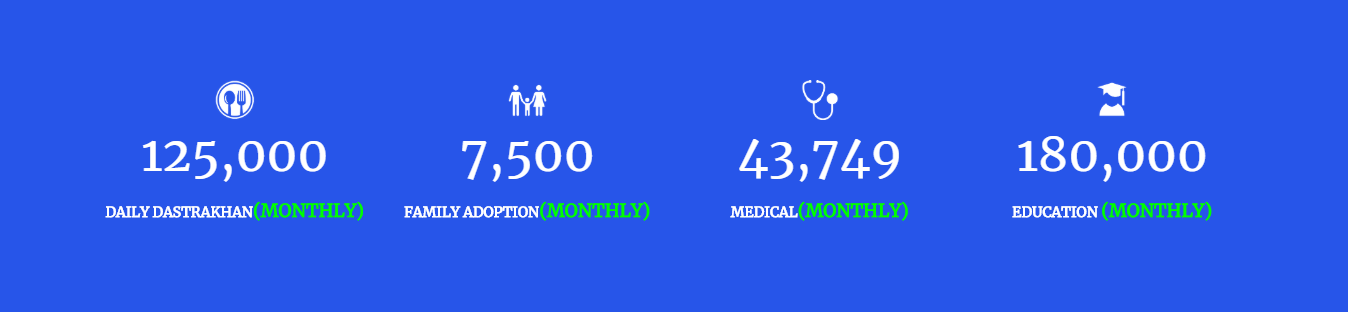 125,000 7,500 43,749 180,000
DAILY DASTRAKHAN(MONTHLY) FAMILY ADOPTION(MONTHLY) MEDICAL(MONTHLY) EDUCATION (MONTHLY)